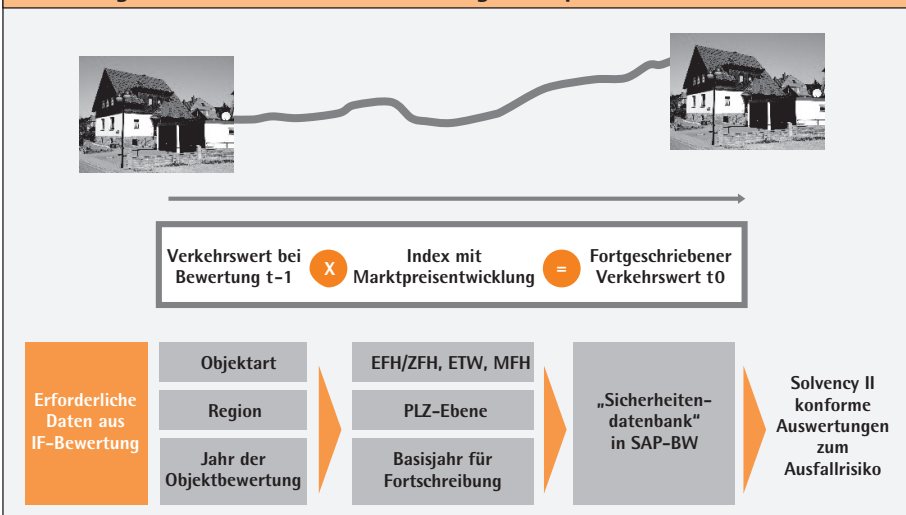 Verkehrswert bei
Bewertung t-1
X
Index mit
Marktpreisentwicklung
=
Fortgeschriebener
Verkehrswert t0
Erforderliche
Daten aus
IF-Bewertung
Objektart
Region
Jahr der
Objektbewertung
EFH/ZFH, ETW, MFH
PLZ-Ebene
Basisjahr für
Fortschreibung
„Sicherheiten-
datenbank“
in SAP-BW
Solvency II
konforme
Auswertungen
zum
Ausfallrisiko